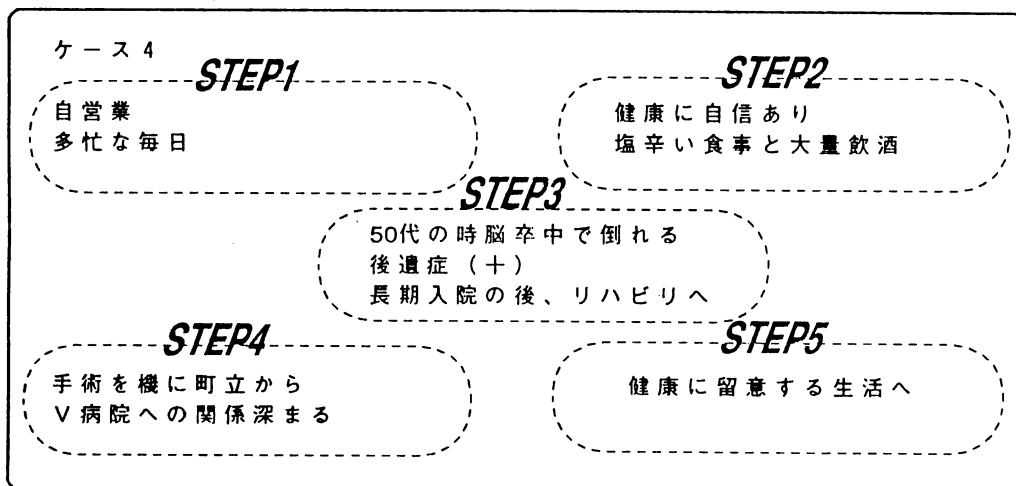 ケース4
STEP1
自営業
多忙な毎日
STEP2
健康に自信あり
塩辛い食事と大量飲酒
STEP3
50代の時脳卒中で倒れる
後遺症（＋）
長期入院の後、リハビリへ
STEP4
手術を機に町立から
V病院への関係深まる
STEP5
健康に留意する生活へ